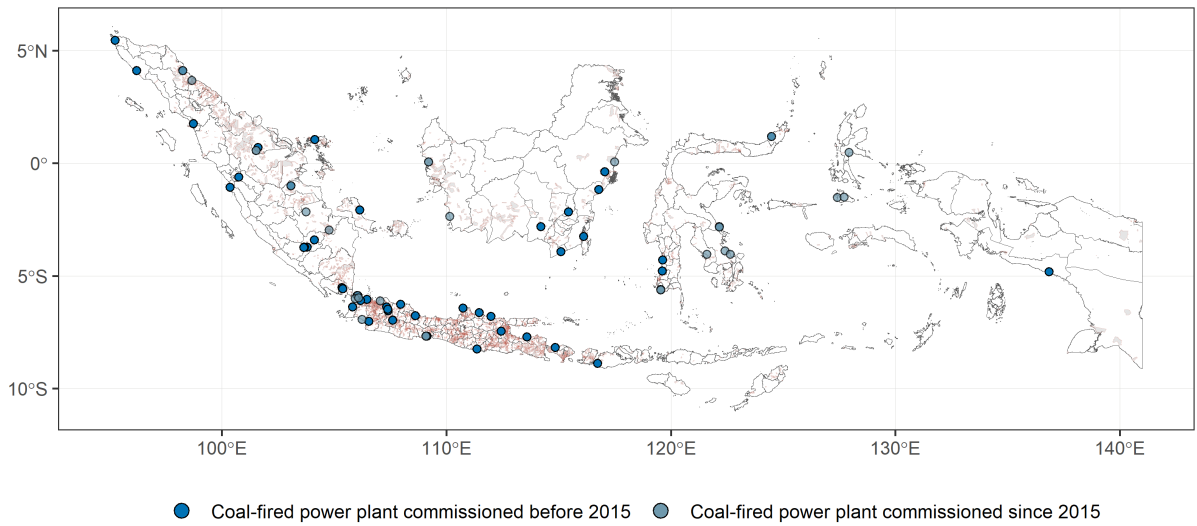 5°N
0°
5°S
10°S
100°E 110°E 120°E 130°E 140°E
Coal-fired power plant commissioned before 2015 Coal-fired power plant commissioned since 2015